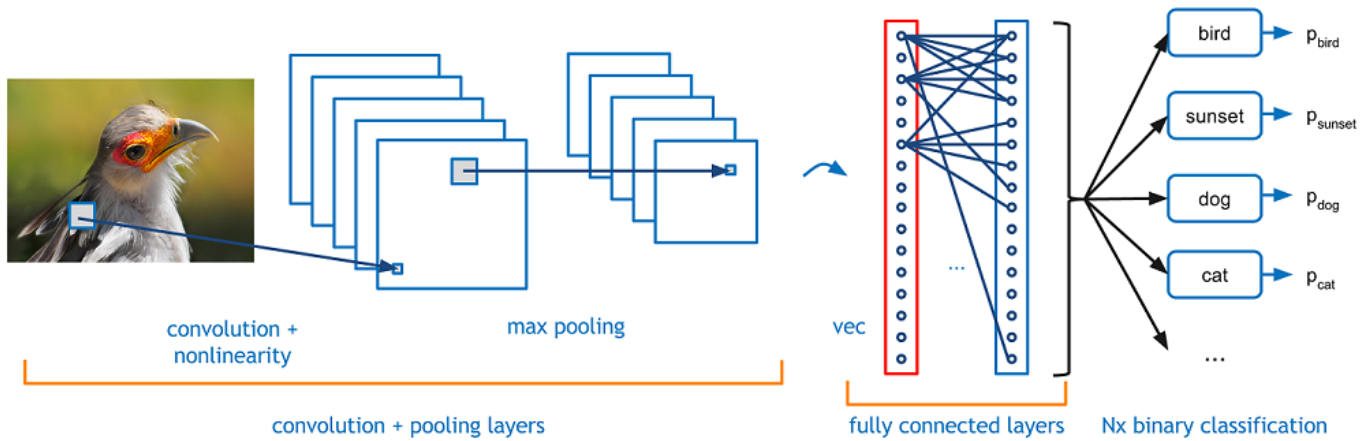 bird
p_bird
sunset
p_sunset
dog
p_dog
cat
p_cat
...
...
convolution +
nonlinearity
max pooling
vec
convolution + pooling layers
fully connected layers
Nx binary classification